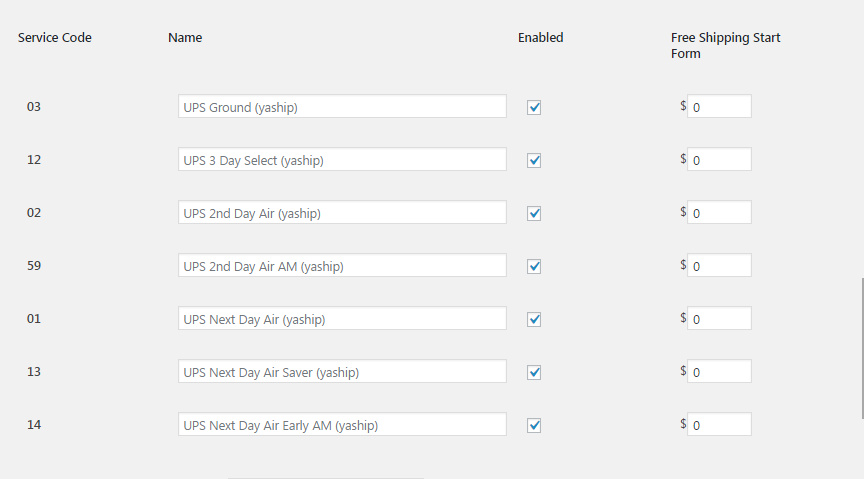 Service Code Name Enabled Free Shipping Start
Form
03 UPS Ground (yaship) $ 0
12 UPS 3 Day Select (yaship) $ 0
02 UPS 2nd Day Air (yaship) $ 0
59 UPS 2nd Day Air AM (yaship) $ 0
01 UPS Next Day Air (yaship) $ 0
13 UPS Next Day Air Saver (yaship) $ 0
14 UPS Next Day Air Early AM (yaship) $ 0